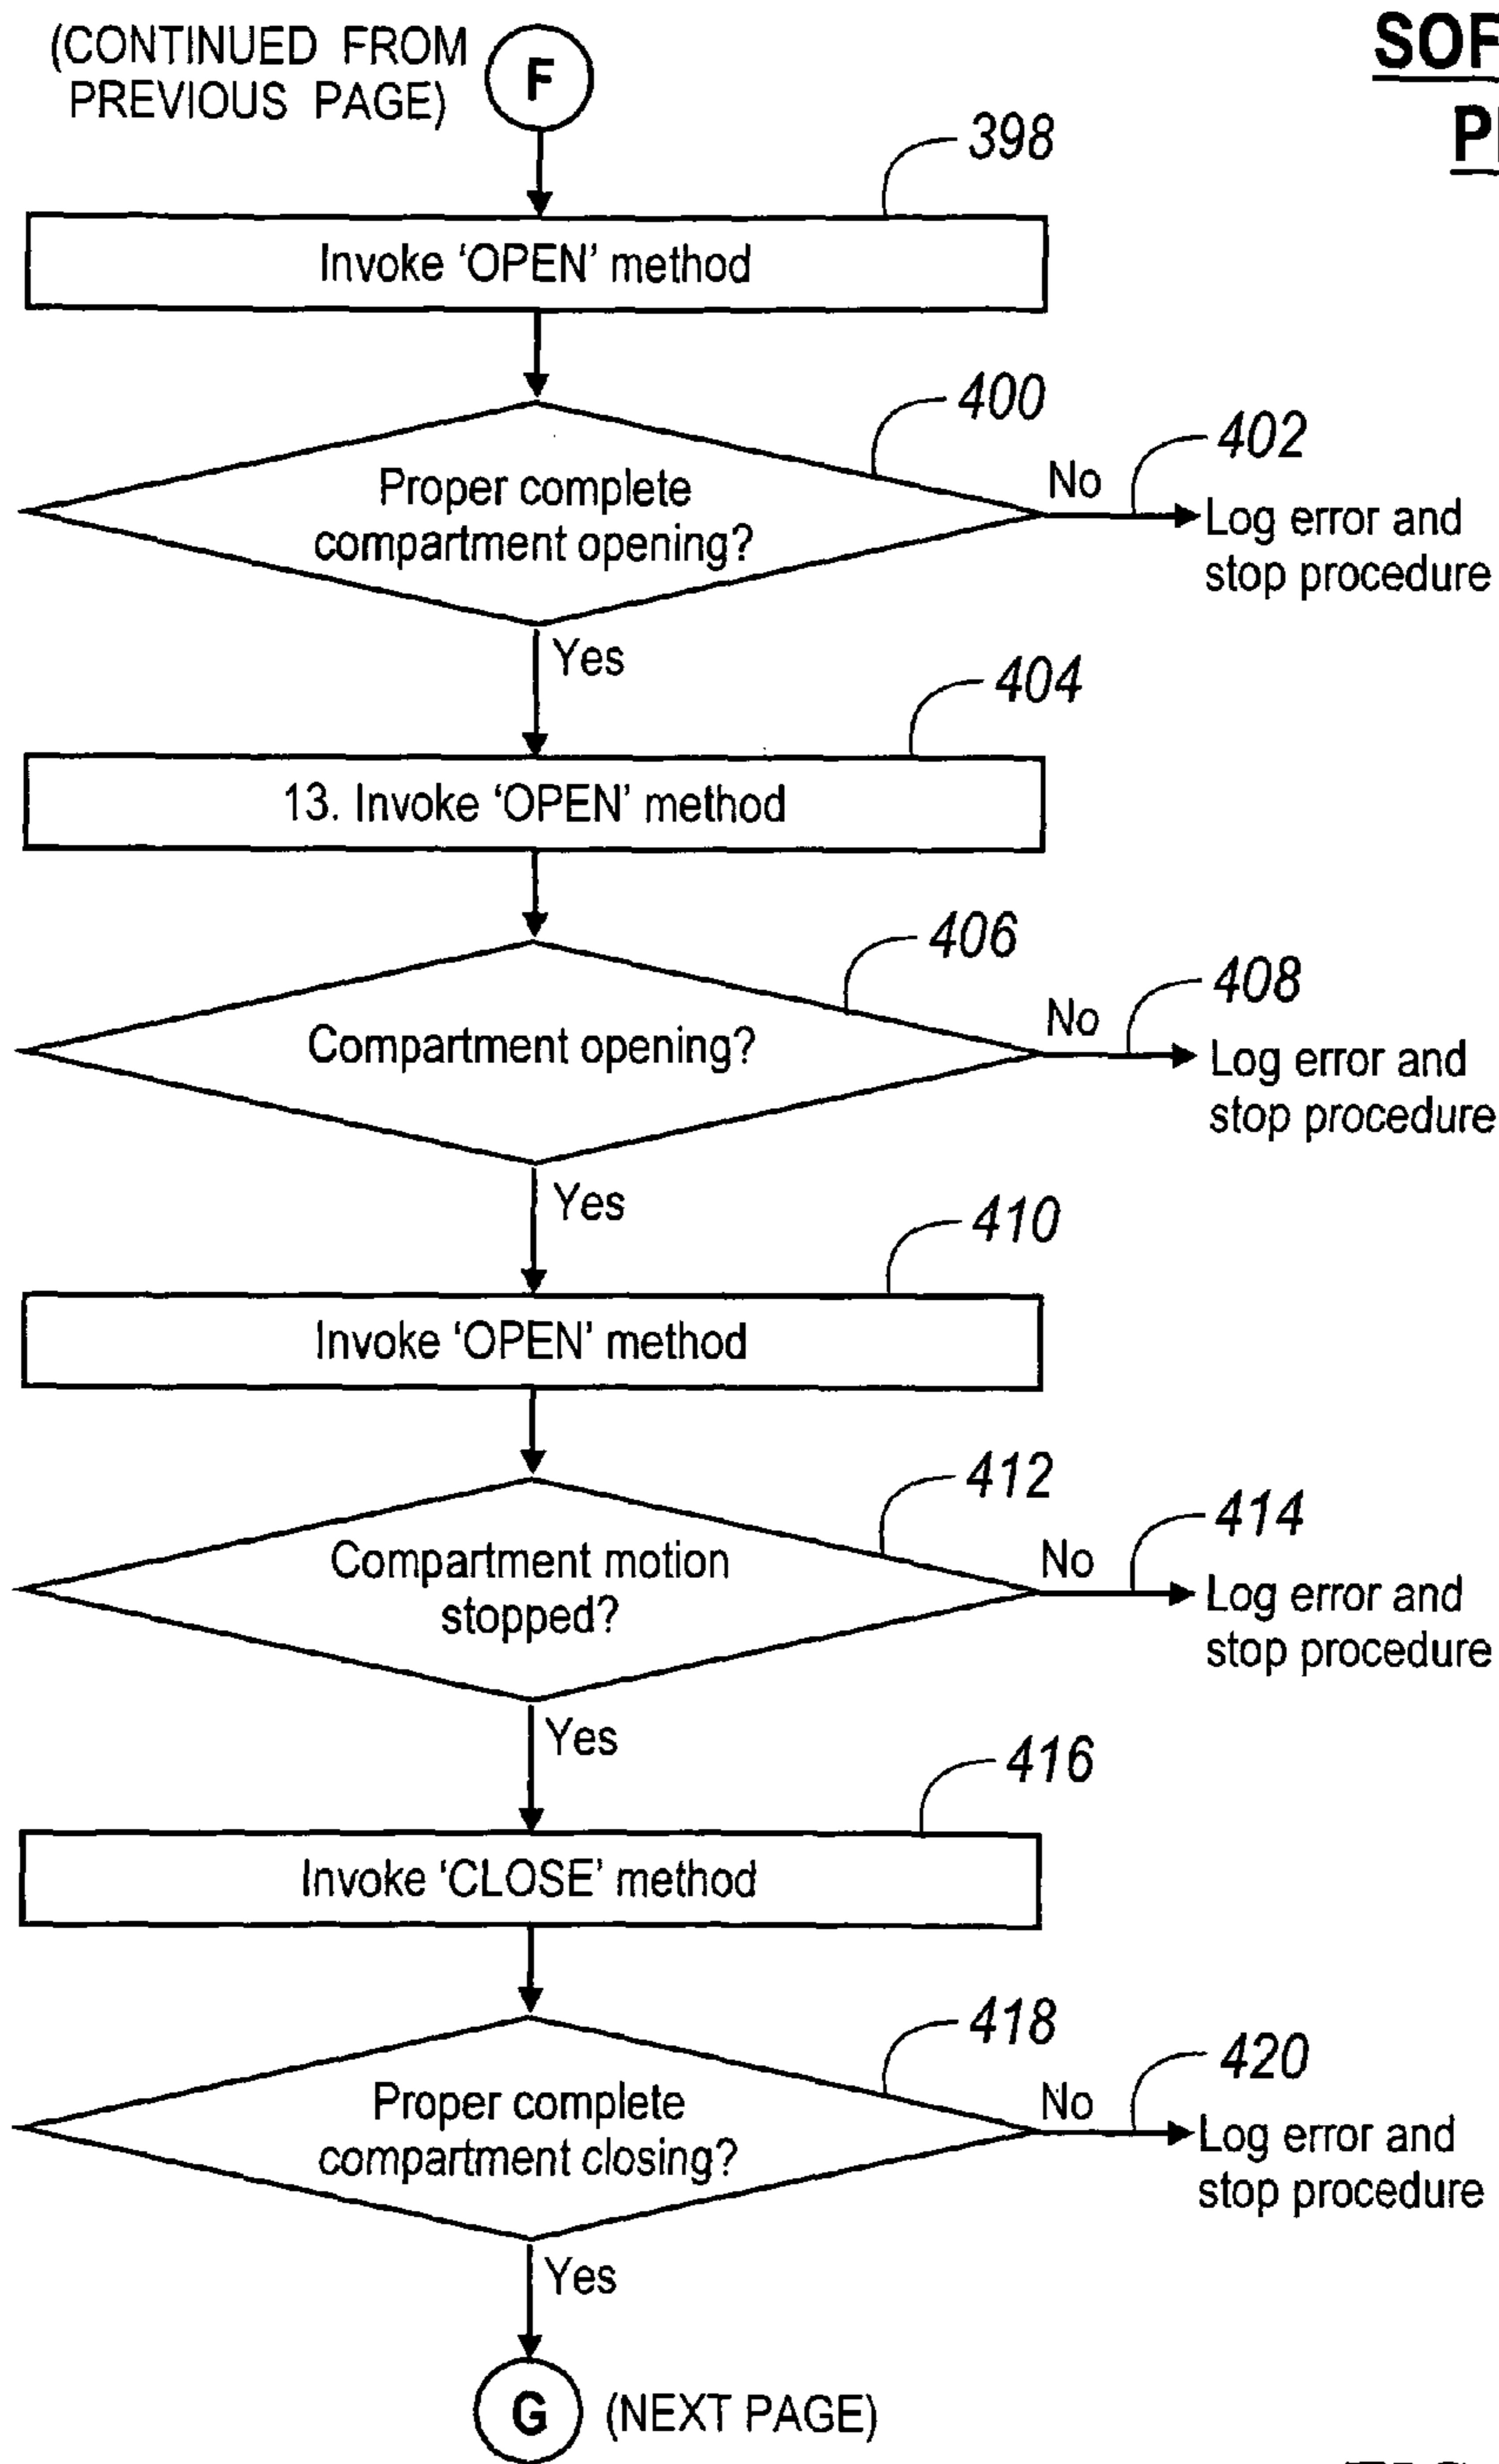 (CONTINUED FROM
PREVIOUS PAGE)
F
398
Invoke ‘OPEN’ method
400
Proper complete
compartment opening?
No
402
Log error and
stop procedure
Yes
404
13. Invoke ‘OPEN’ method
406
Compartment opening?
No
408
Log error and
stop procedure
Yes
410
Invoke ‘OPEN’ method
412
Compartment motion
stopped?
No
414
Log error and
stop procedure
Yes
416
Invoke ‘CLOSE’ method
418
Proper complete
compartment closing?
No
420
Log error and
stop procedure
Yes
G
(NEXT PAGE)